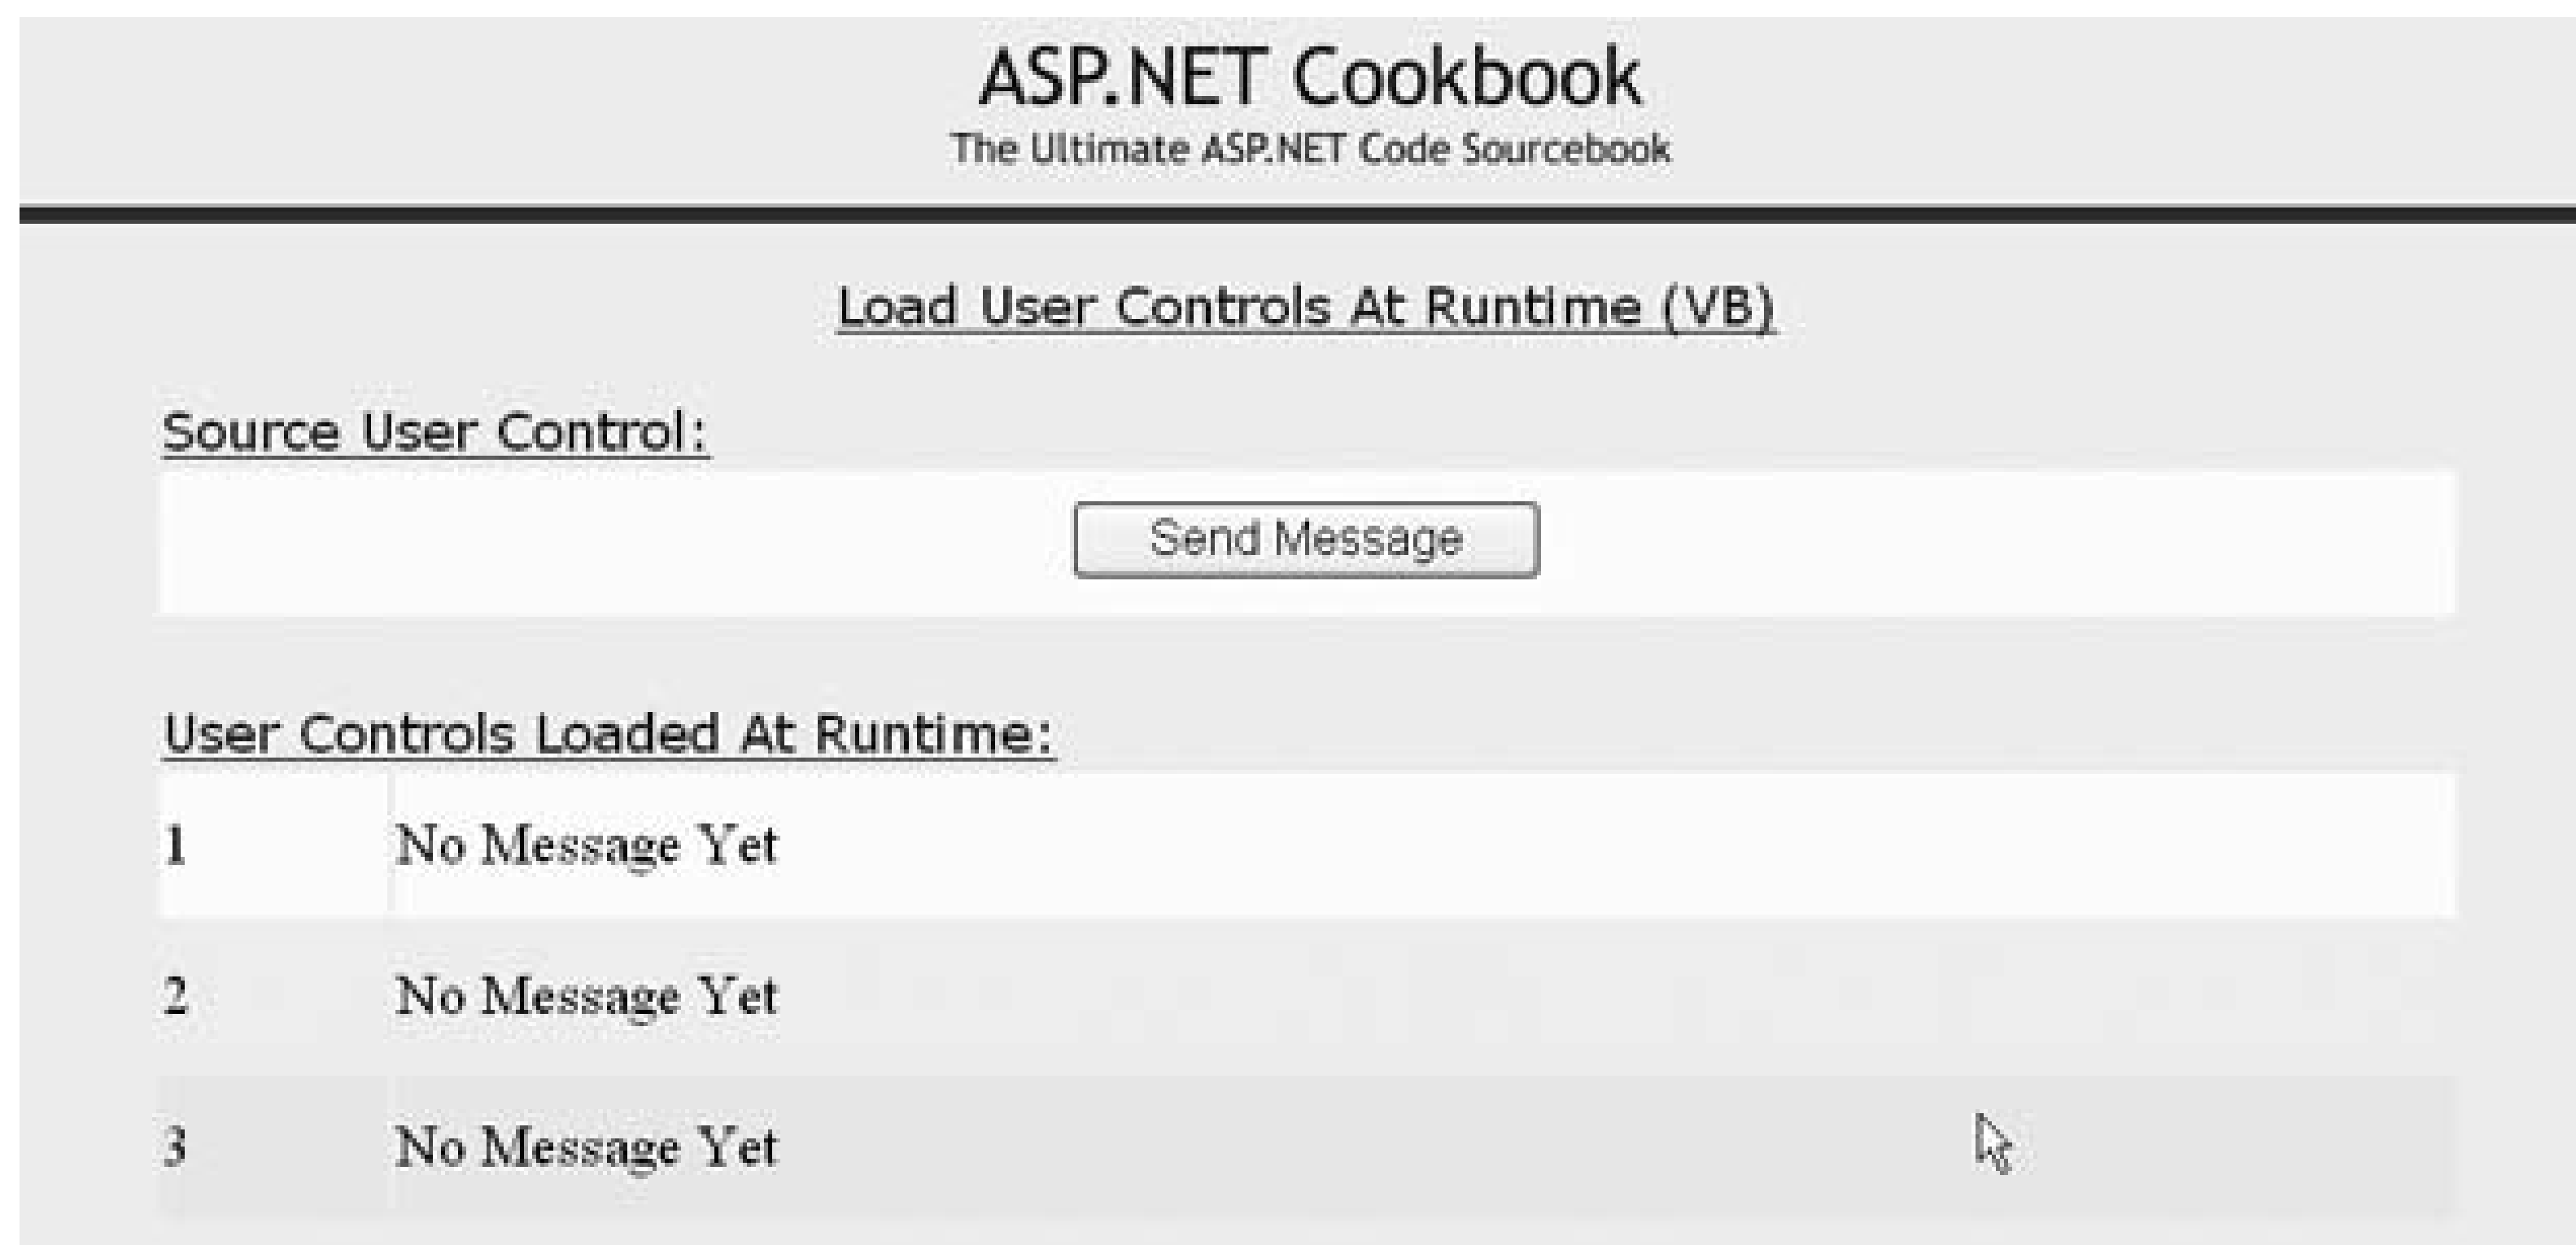 ASP.NET Cookbook
The Ultimate ASP.NET Code Sourcebook
Load User Controls At Runtime (VB)
Source User Control:
Send Message
User Controls Loaded At Runtime:
1 No Message Yet
2 No Message Yet
3 No Message Yet